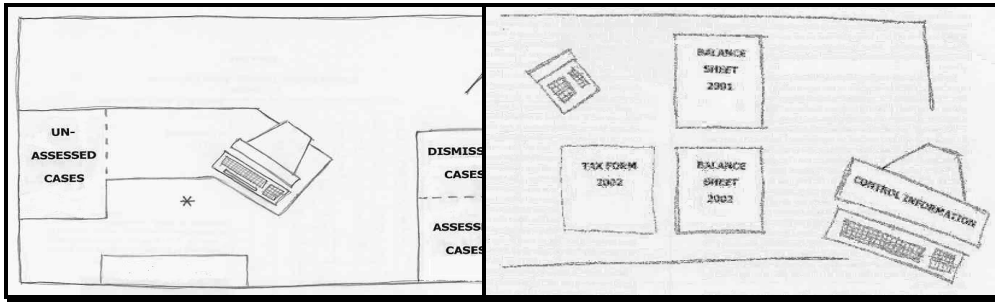 UN-
ASSESSED
CASES
DISMISS
CASES
ASSESS
CASES
BALANCE
SHEET
2001
TAX FORM
2002
BALANCE
SHEET
2002
CONTROL INFORMATION